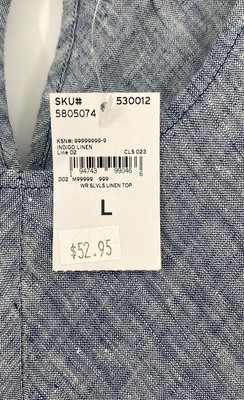 SKU# 530012
5805074
KSN#: 99999999-9
INDIGO LINEN
Line 02 CLS 023
1 94743 99046 6
D02 M99999 999
WR SLVLS LINEN TOP
L
$52.95